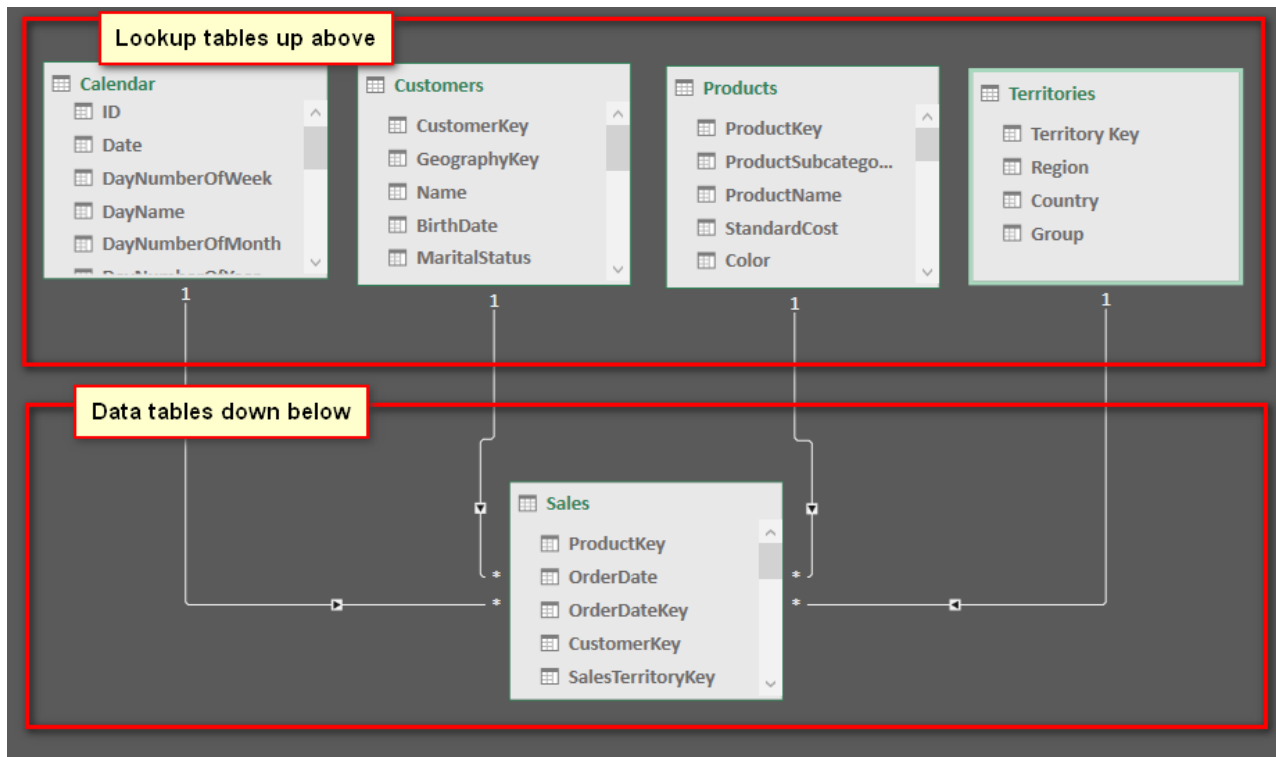 Lookup tables up above
Calendar
ID
Date
DayNumberOfWeek
DayName
DayNumberOfMonth
1
Customers
CustomerKey
GeographyKey
Name
BirthDate
MaritalStatus
1
Products
ProductKey
ProductSubcatego...
ProductName
StandardCost
Color
1
Territories
Territory Key
Region
Country
Group
1
Data tables down below
Sales
ProductKey
OrderDate
OrderDateKey
CustomerKey
SalesTerritoryKey
*
*
*
*